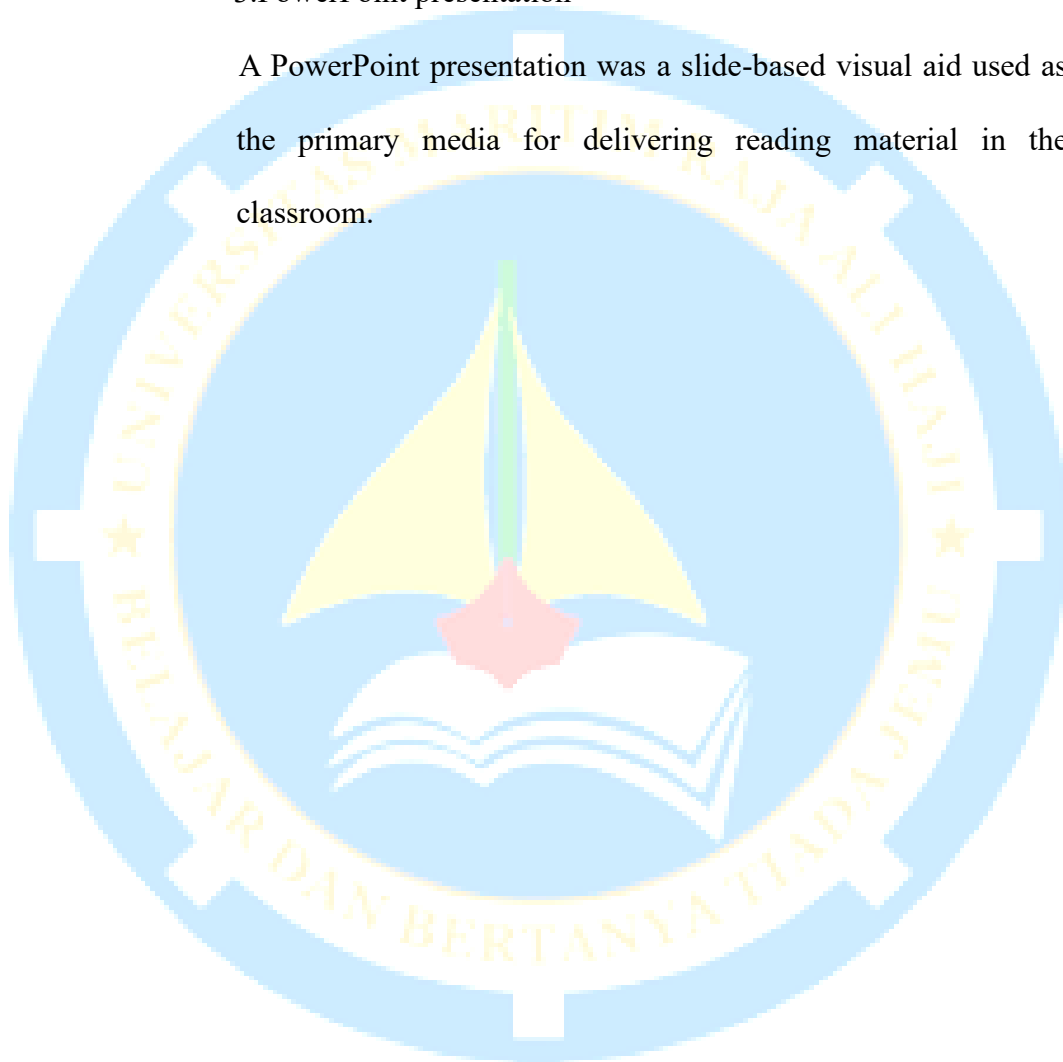 3.PowerPoint presentation
A PowerPoint presentation was a slide-based visual aid used as
the primary media for delivering reading material in the
classroom.
UNIVERSITAS MARITIM RAJA ALI HAJI
BELAJAR DAN BERTANYA TIADA JEMU